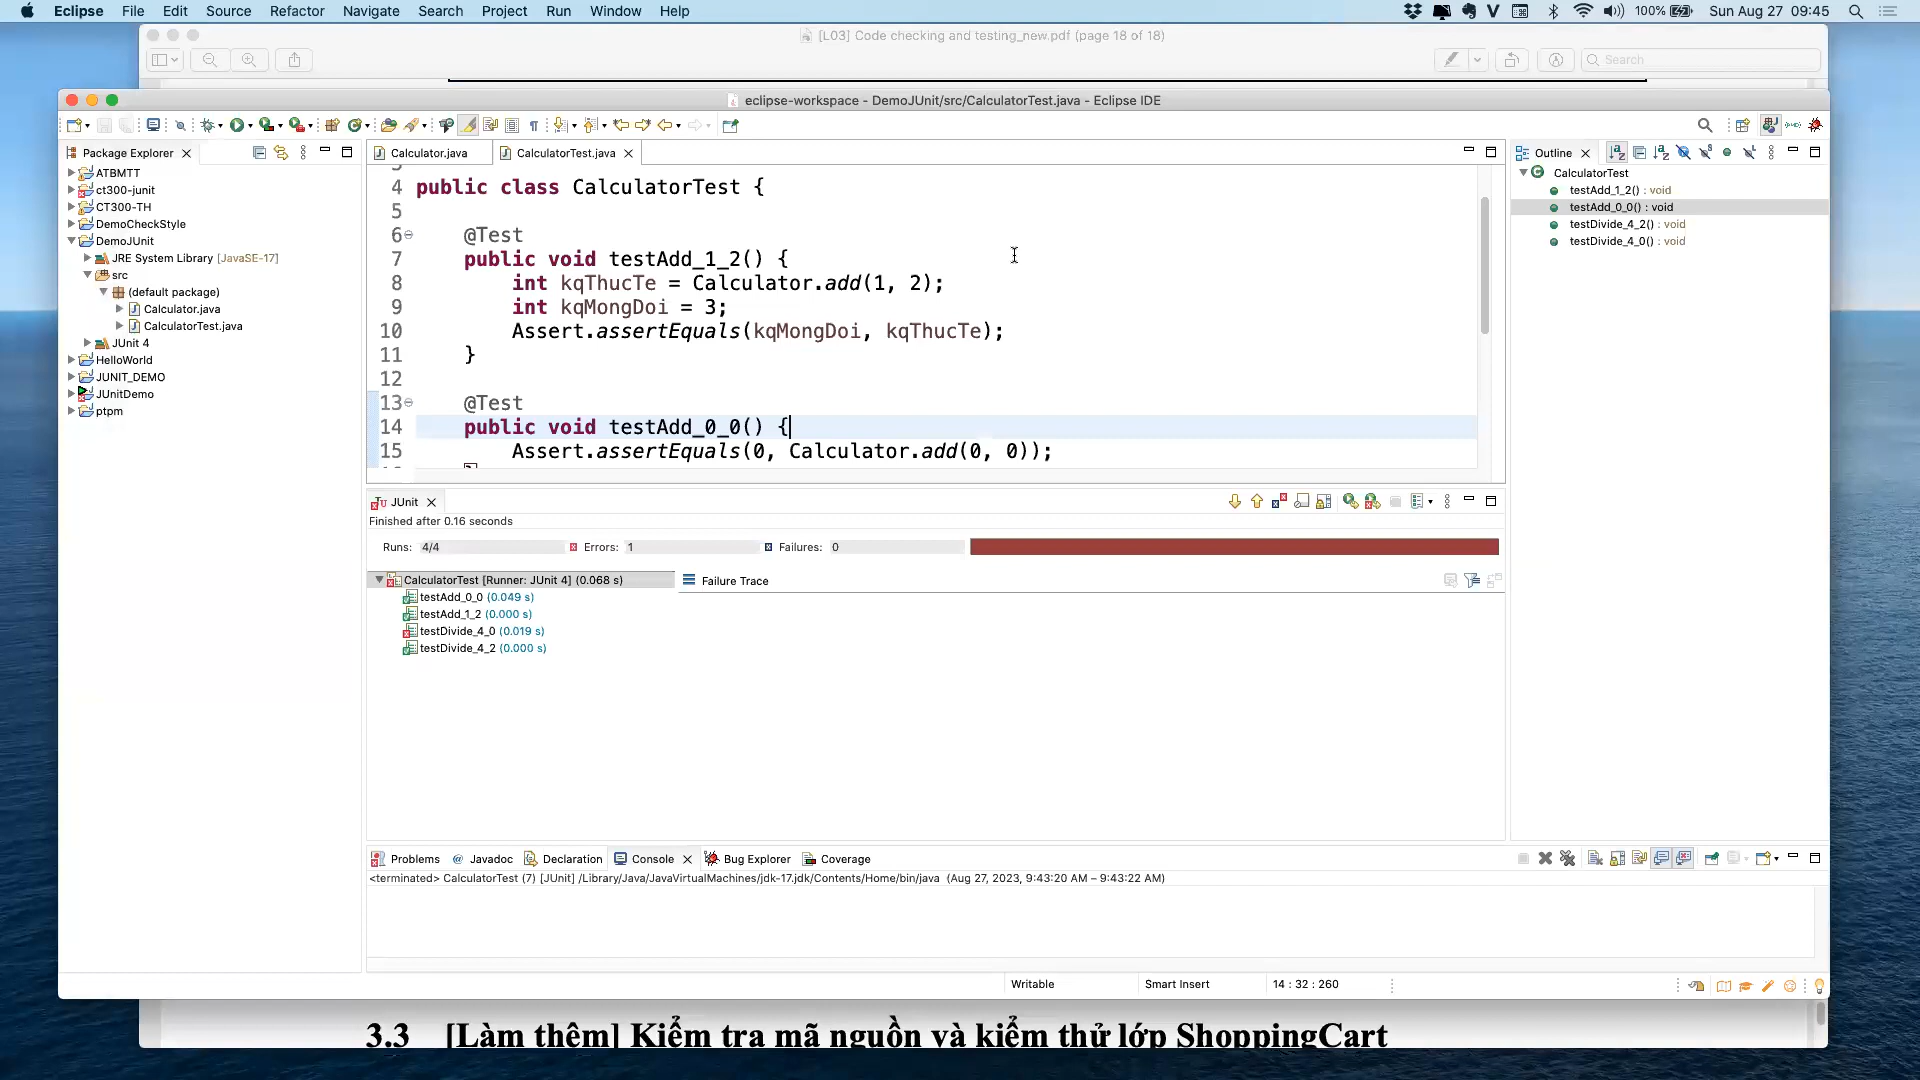 Eclipse File Edit Source Refactor Navigate Search Project Run Window Help 100% Sun Aug 27 09:45
[L03] Code checking and testing_new.pdf (page 18 of 18)
Search
eclipse-workspace - DemoJUnit/src/CalculatorTest.java - Eclipse IDE
Package Explorer
ATBMTT
ct300-junit
CT300-TH
DemoCheckStyle
DemoJUnit
JRE System Library [JavaSE-17]
src
(default package)
Calculator.java
CalculatorTest.java
JUnit 4
HelloWorld
JUNIT_DEMO
JUnitDemo
ptpm
Calculator.java CalculatorTest.java
4 public class CalculatorTest {
5
6 @Test
7 public void testAdd_1_2() {
8 int kqThucTe = Calculator.add(1, 2);
9 int kqMongDoi = 3;
10 Assert.assertEquals(kqMongDoi, kqThucTe);
11 }
12
13 @Test
14 public void testAdd_0_0() {
15 Assert.assertEquals(0, Calculator.add(0, 0));
Outline
CalculatorTest
testAdd_1_2() : void
testAdd_0_0() : void
testDivide_4_2() : void
testDivide_4_0() : void
JUnit
Finished after 0.16 seconds
Runs: 4/4 Errors: 1 Failures: 0
CalculatorTest [Runner: JUnit 4] (0.068 s)
testAdd_0_0 (0.049 s)
testAdd_1_2 (0.000 s)
testDivide_4_0 (0.019 s)
testDivide_4_2 (0.000 s)
Failure Trace
Problems Javadoc Declaration Console Bug Explorer Coverage
<terminated> CalculatorTest (7) [JUnit] /Library/Java/JavaVirtualMachines/jdk-17.jdk/Contents/Home/bin/java (Aug 27, 2023, 9:43:20 AM – 9:43:22 AM)
Writable Smart Insert 14 : 32 : 260
3.3 [Làm thêm] Kiểm tra mã nguồn và kiểm thử lớp ShoppingCart